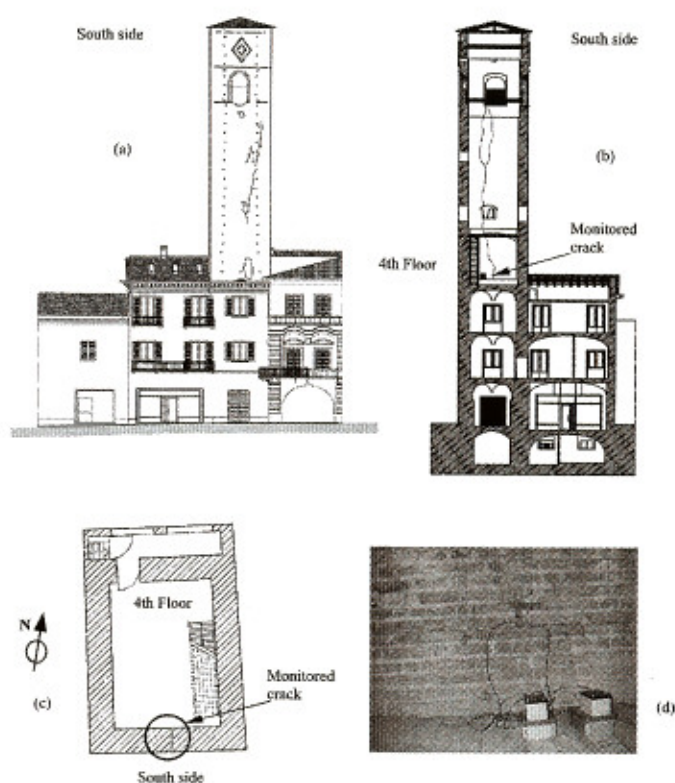 South side
(a)
South side
(b)
Monitored
crack
4th Floor
4th Floor
N
(c)
Monitored
crack
South side
(d)